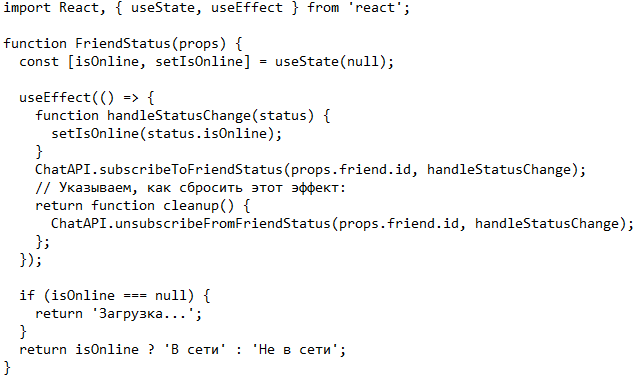 import React, { useState, useEffect } from 'react';

function FriendStatus(props) {
  const [isOnline, setIsOnline] = useState(null);

  useEffect(() => {
    function handleStatusChange(status) {
      setIsOnline(status.isOnline);
    }
    ChatAPI.subscribeToFriendStatus(props.friend.id, handleStatusChange);
    // Указываем, как сбросить этот эффект:
    return function cleanup() {
      ChatAPI.unsubscribeFromFriendStatus(props.friend.id, handleStatusChange);
    };
  });

  if (isOnline === null) {
    return 'Загрузка...';
  }
  return isOnline ? 'В сети' : 'Не в сети';
}